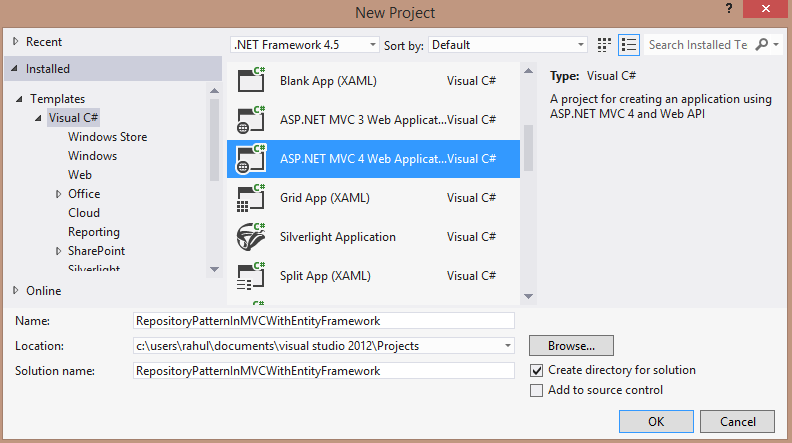 New Project
?
Recent
Installed
Templates
Visual C#
Windows Store
Windows
Web
Office
Cloud
Reporting
SharePoint
Silverlight
Online
.NET Framework 4.5
Sort by: Default
Search Installed Te
C# Blank App (XAML) Visual C#
C# ASP.NET MVC 3 Web Applicat...Visual C#
C# ASP.NET MVC 4 Web Applicat...Visual C#
C# Grid App (XAML) Visual C#
Silverlight Application Visual C#
C# Split App (XAML) Visual C#
Type: Visual C#
A project for creating an application using
ASP.NET MVC 4 and Web API
Name: RepositoryPatternInMVCWithEntityFramework
Location: c:\users\rahul\documents\visual studio 2012\Projects
Browse...
Solution name: RepositoryPatternInMVCWithEntityFramework
Create directory for solution
Add to source control
OK Cancel